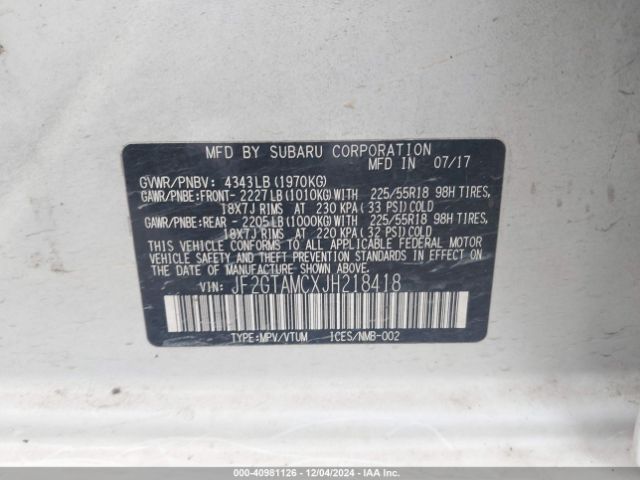 MFD BY SUBARU CORPORATION
MFD IN 07/17
GVWR/PNBV: 4343LB(1970KG)
GAWR/PNBE:FRONT- 2227LB(1010KG)WITH 225/55R18 98H TIRES,
18X7J RIMS AT 230 KPA(33 PSI)COLD
GAWR/PNBE:REAR -2205LB(1000KG)WITH 225/55R18 98H TIRES,
18X7J RIMS AT 220 KPA(32 PSI)COLD
THIS VEHICLE CONFORMS TO ALL APPLICABLE FEDERAL MOTOR
VEHICLE SAFETY AND THEFT PREVENTION STANDARDS IN EFFECT ON
THE DATE OF MANUFACTURE SHOWN ABOVE.
VIN: JF2GTAMCXJH218418
TYPE:MPV/VTUM ICES/NMB-002
000-40981126 - 12/04/2024 - IAA, Inc.